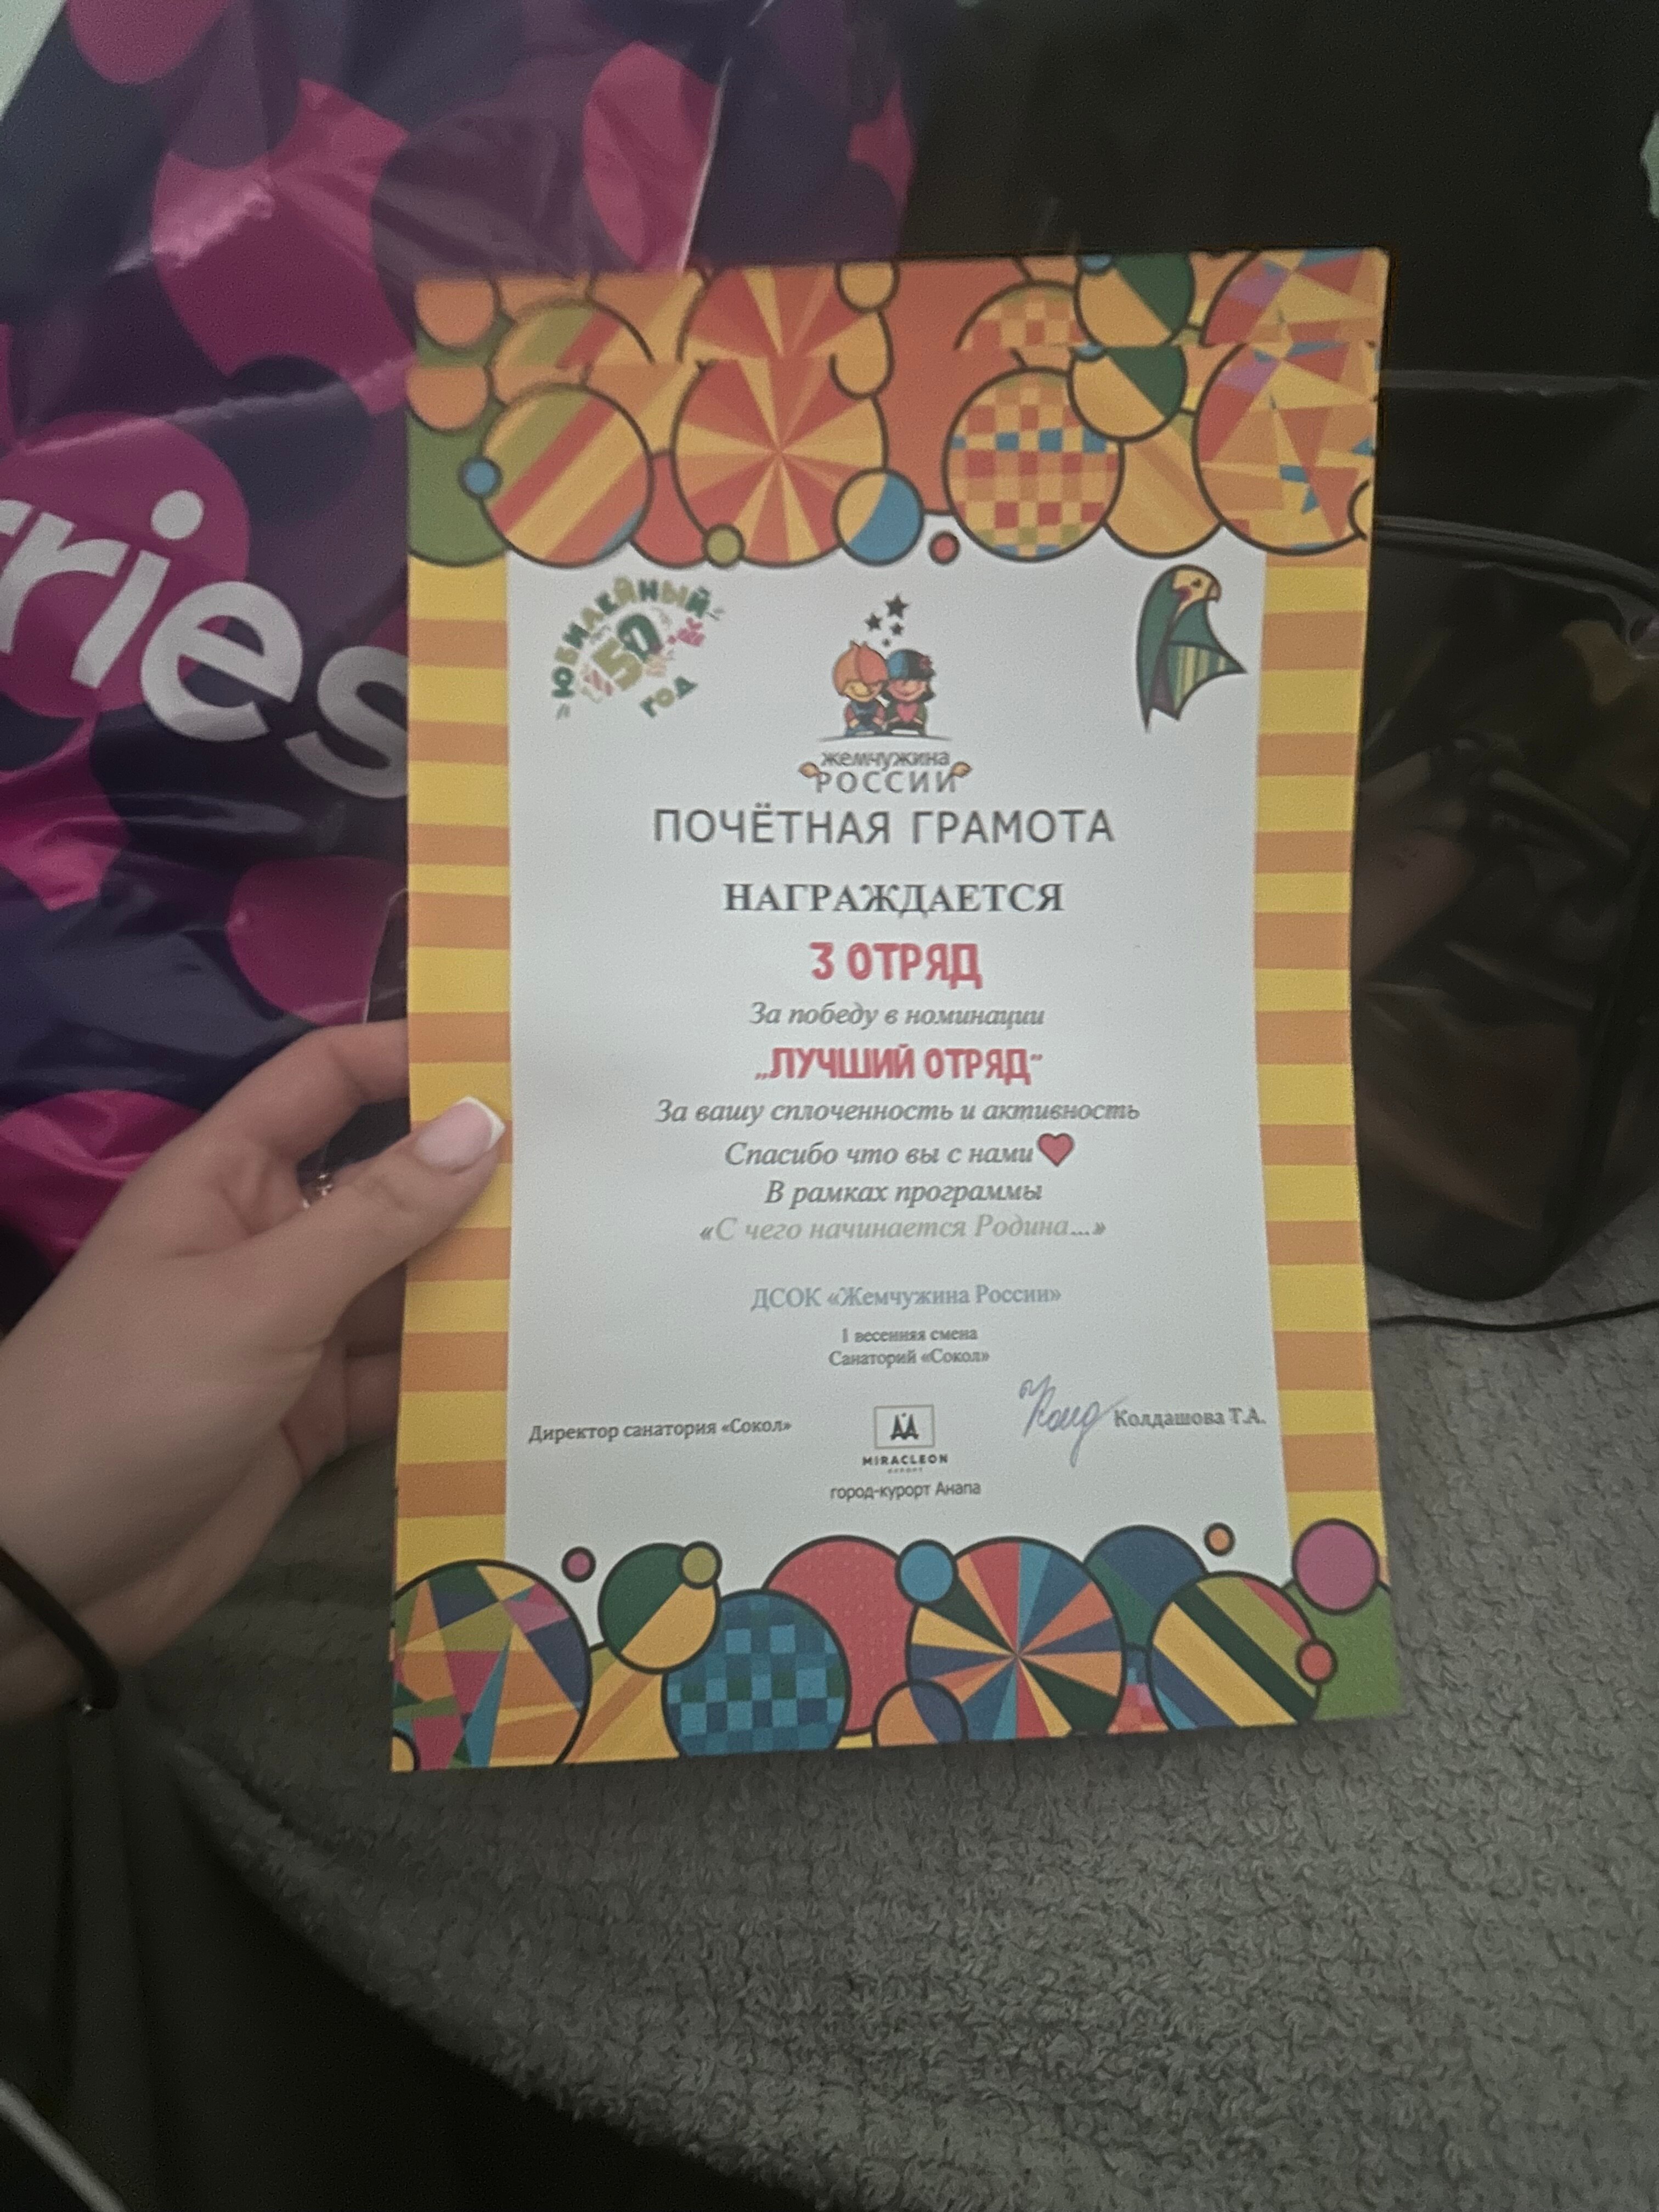 rries
ЮБИЛЕЙНЫЙ
50
ГОД
жемчужина
РОССИИ
ПОЧЁТНАЯ ГРАМОТА
НАГРАЖДАЕТСЯ
3 ОТРЯД
За победу в номинации
„ЛУЧШИЙ ОТРЯД"
За вашу сплоченность и активность
Спасибо что вы с нами❤
В рамках программы
«С чего начинается Родина...»
ДСОК «Жемчужина России»
I весенняя смена
Санаторий «Сокол»
Директор санатория «Сокол»
Колдашова Т.А.
MIRACLEON
город-курорт Анапа